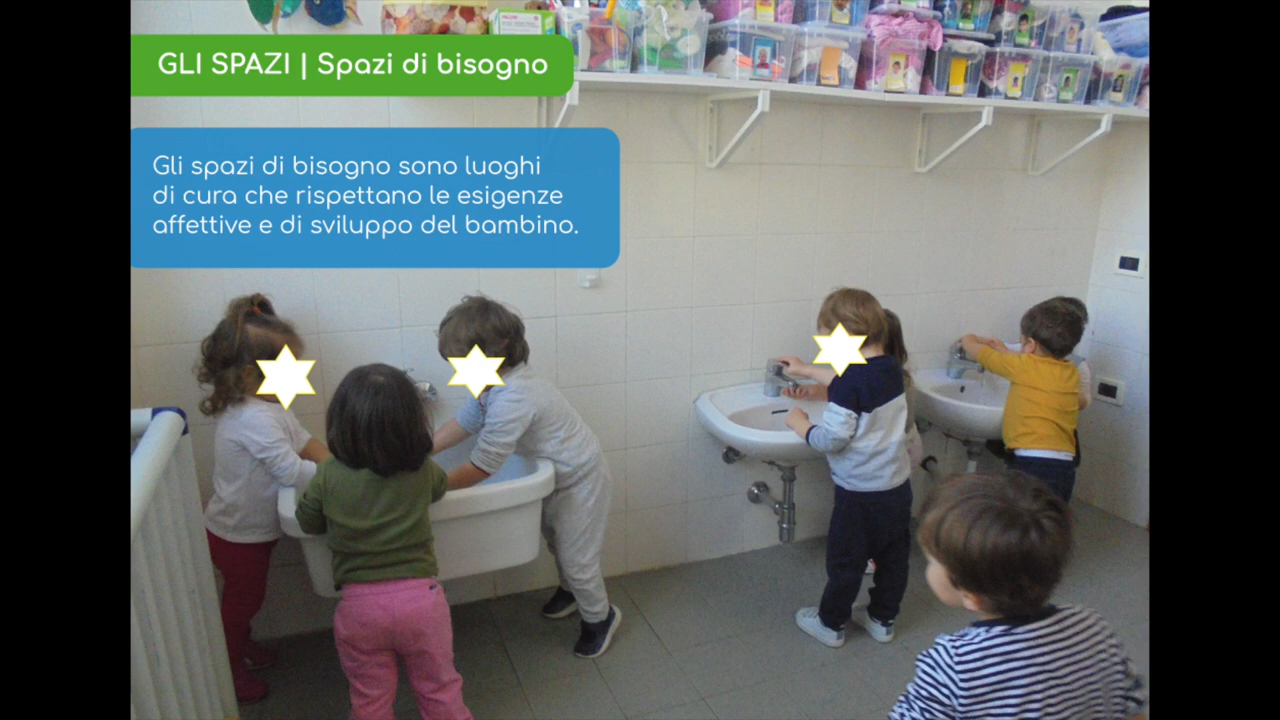 GLI SPAZI | Spazi di bisogno
Gli spazi di bisogno sono luoghi
di cura che rispettano le esigenze
affettive e di sviluppo del bambino.